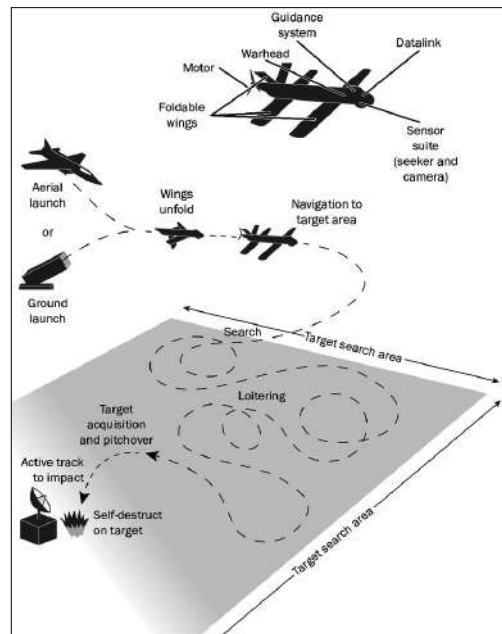 Guidance
system
Warhead
Datalink
Motor
Foldable
wings
Sensor
suite
(seeker and
camera)
Aerial
launch
or
Ground
launch
Wings
unfold
Navigation to
target area
Search
Target search area
Loitering
Target
acquisition
and pitchover
Active track
to impact
Self-destruct
on target
Target search area